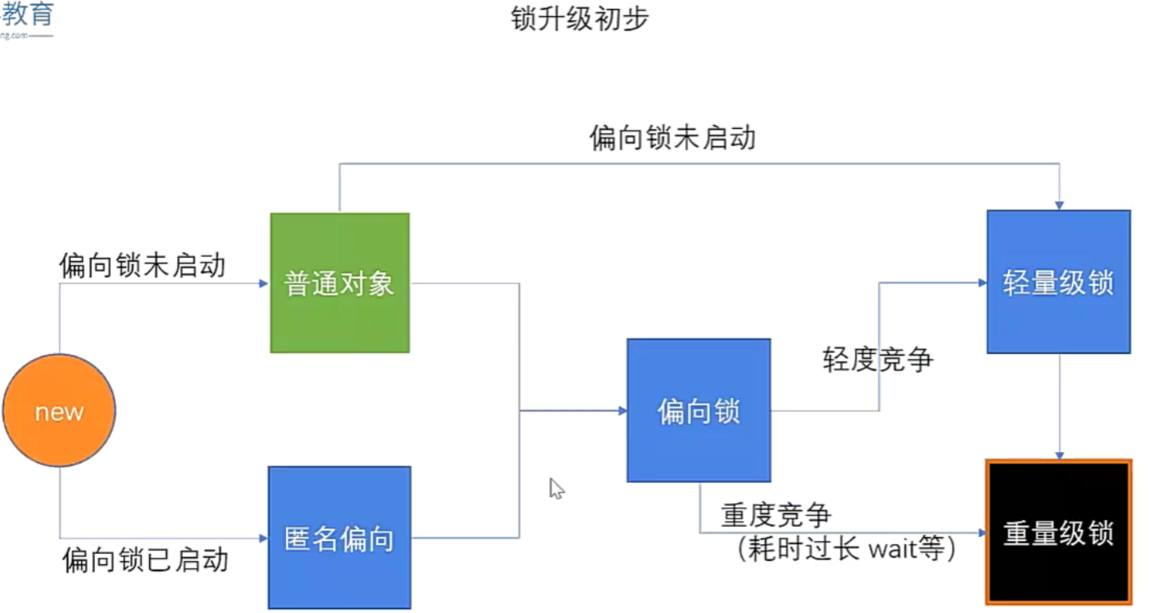 教育
锁升级初步
偏向锁未启动
偏向锁未启动
普通对象
轻量级锁
轻度竞争
new
偏向锁
重度竞争
（耗时过长 wait等）
匿名偏向
重量级锁
偏向锁已启动